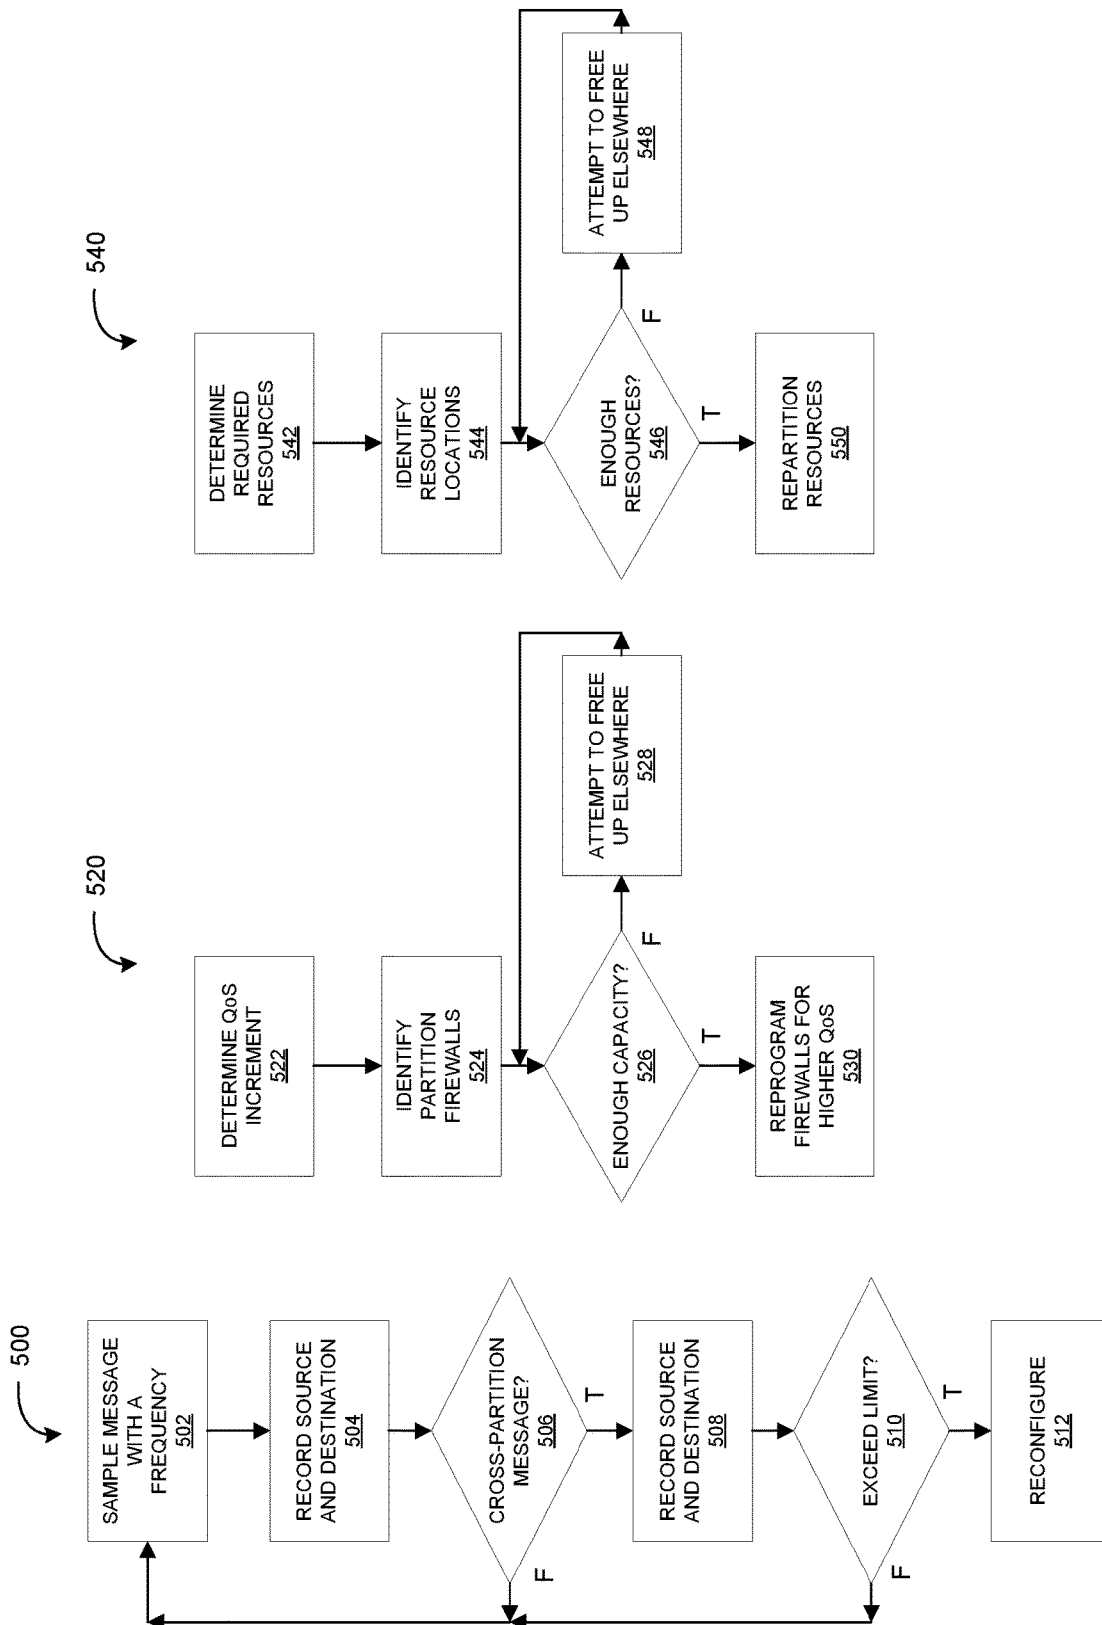 500
SAMPLE MESSAGE
WITH A
FREQUENCY
502
RECORD SOURCE
AND DESTINATION
504
CROSS-PARTITION
MESSAGE?
506
F
T
RECORD SOURCE
AND DESTINATION
508
EXCEED LIMIT?
510
F
T
RECONFIGURE
512
520
DETERMINE QoS
INCREMENT
522
IDENTIFY
PARTITION
FIREWALLS
524
ENOUGH CAPACITY?
526
F
T
ATTEMPT TO FREE
UP ELSEWHERE
528
REPROGRAM
FIREWALLS FOR
HIGHER QoS
530
540
DETERMINE
REQUIRED
RESOURCES
542
IDENTIFY
RESOURCE
LOCATIONS
544
ENOUGH
RESOURCES?
546
F
T
ATTEMPT TO FREE
UP ELSEWHERE
548
REPARTITION
RESOURCES
550